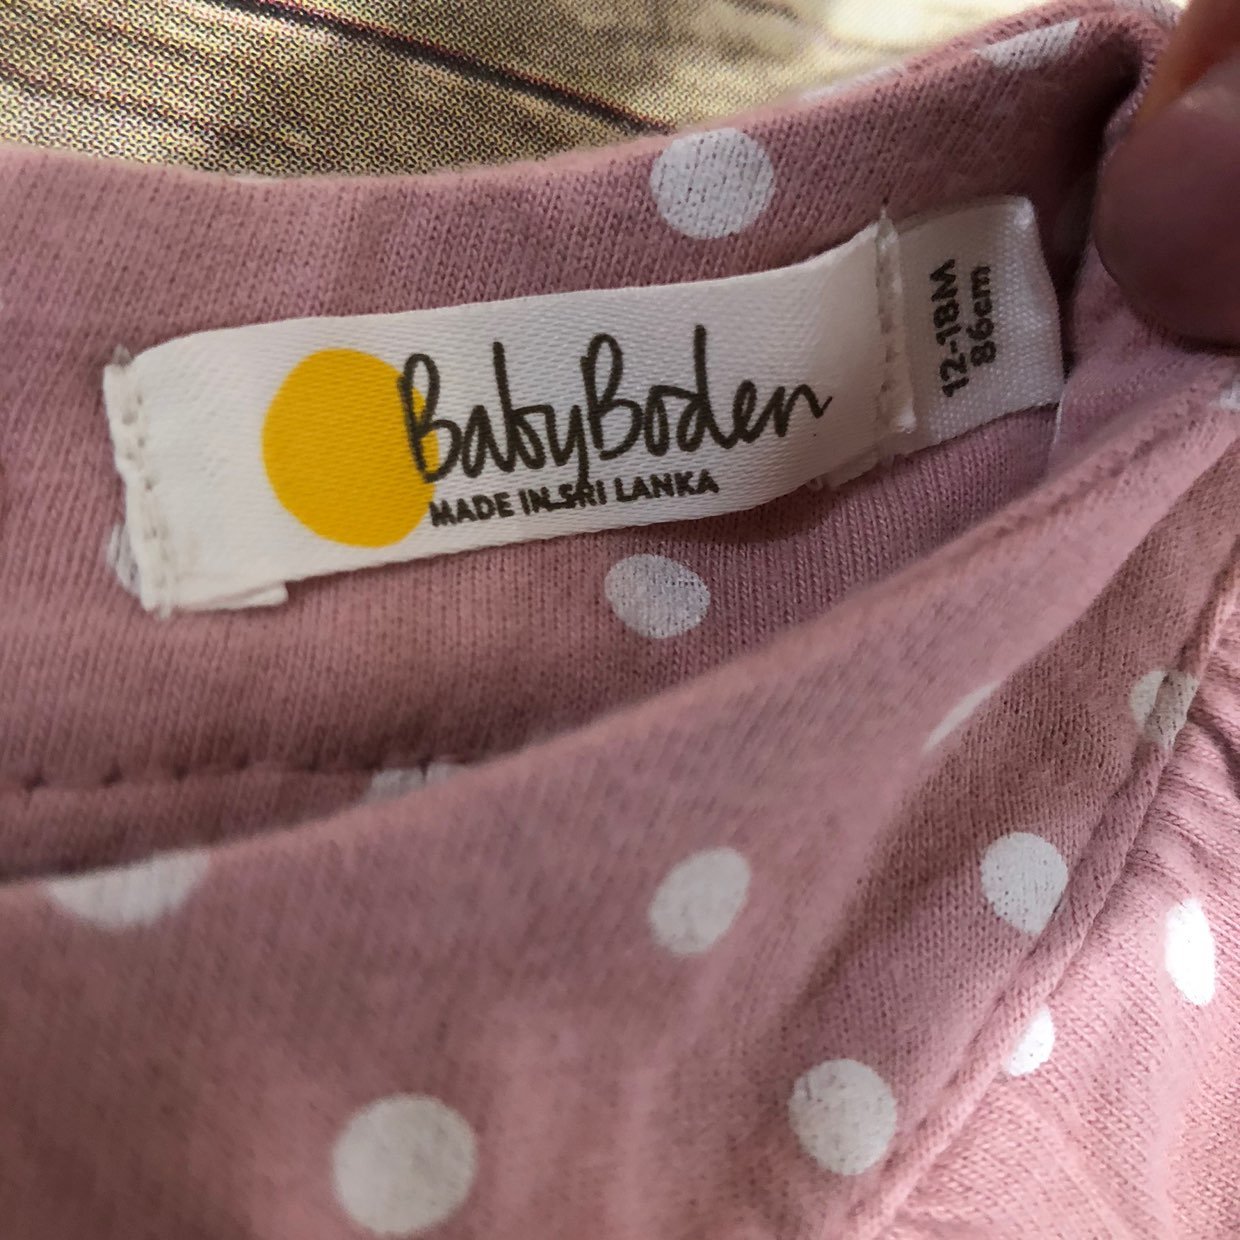 BabyBoden
MADE IN SRI LANKA
12-18M
86cm